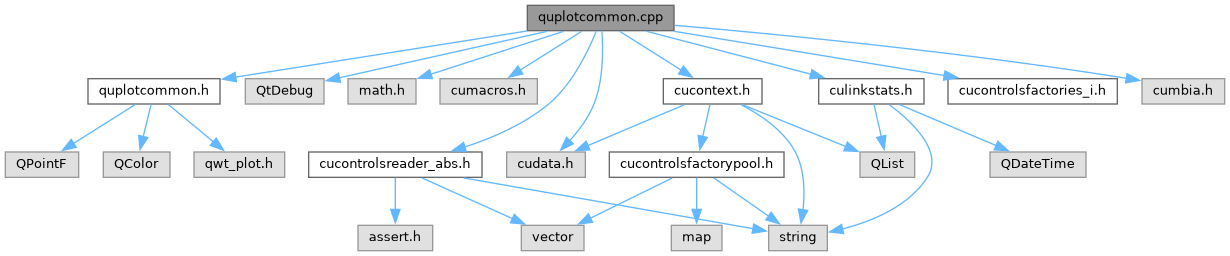 quplotcommon.cpp
quplotcommon.h QtDebug math.h cumacros.h cucontext.h culinkstats.h cucontrolsfactories_i.h cumbia.h
QPointF QColor qwt_plot.h cucontrolsreader_abs.h cudata.h cucontrolsfactorypool.h QList QDateTime
assert.h vector map string